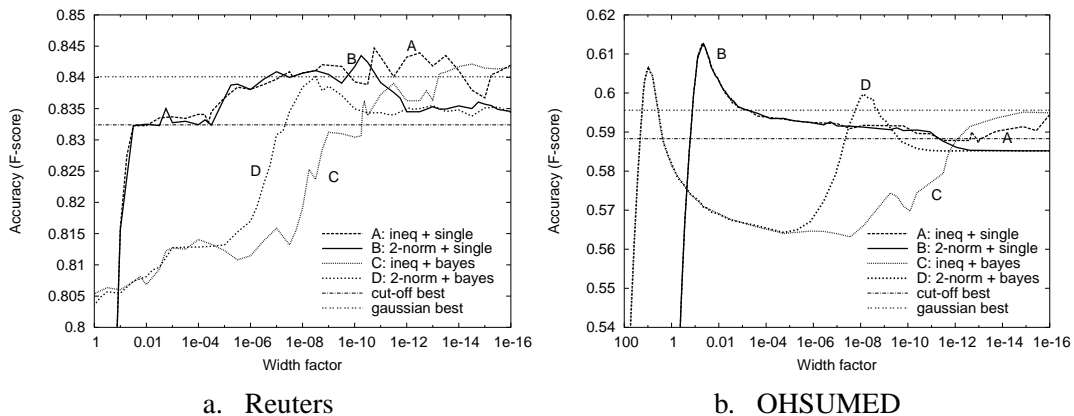 0.85
0.845
0.84
0.835
0.83
0.825
0.82
0.815
0.81
0.805
0.8
Accuracy (F-score)
A
B
D
C
A: ineq + single
B: 2-norm + single
C: ineq + bayes
D: 2-norm + bayes
cut-off best
gaussian best
1 0.01 1e-04 1e-06 1e-08 1e-10 1e-12 1e-14 1e-16
Width factor
a. Reuters
0.62
0.61
0.6
0.59
0.58
0.57
0.56
0.55
0.54
Accuracy (F-score)
B
D
A
C
A: ineq + single
B: 2-norm + single
C: ineq + bayes
D: 2-norm + bayes
cut-off best
gaussian best
100 1 0.01 1e-04 1e-06 1e-08 1e-10 1e-12 1e-14 1e-16
Width factor
b. OHSUMED